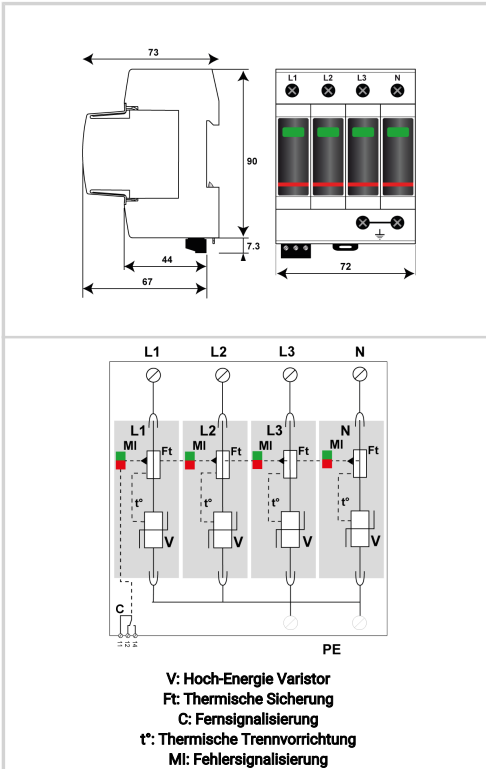 73
L1 L2 L3 N
90
7.3
44
67
72
L1 L2 L3 N
L1 L2 L3 N
MI MI MI MI
Ft Ft Ft Ft
t° t° t° t°
V V V V
C
11 12 14
PE
V: Hoch-Energie Varistor
Ft: Thermische Sicherung
C: Fernsignalisierung
t°: Thermische Trennvorrichtung
MI: Fehlersignalisierung